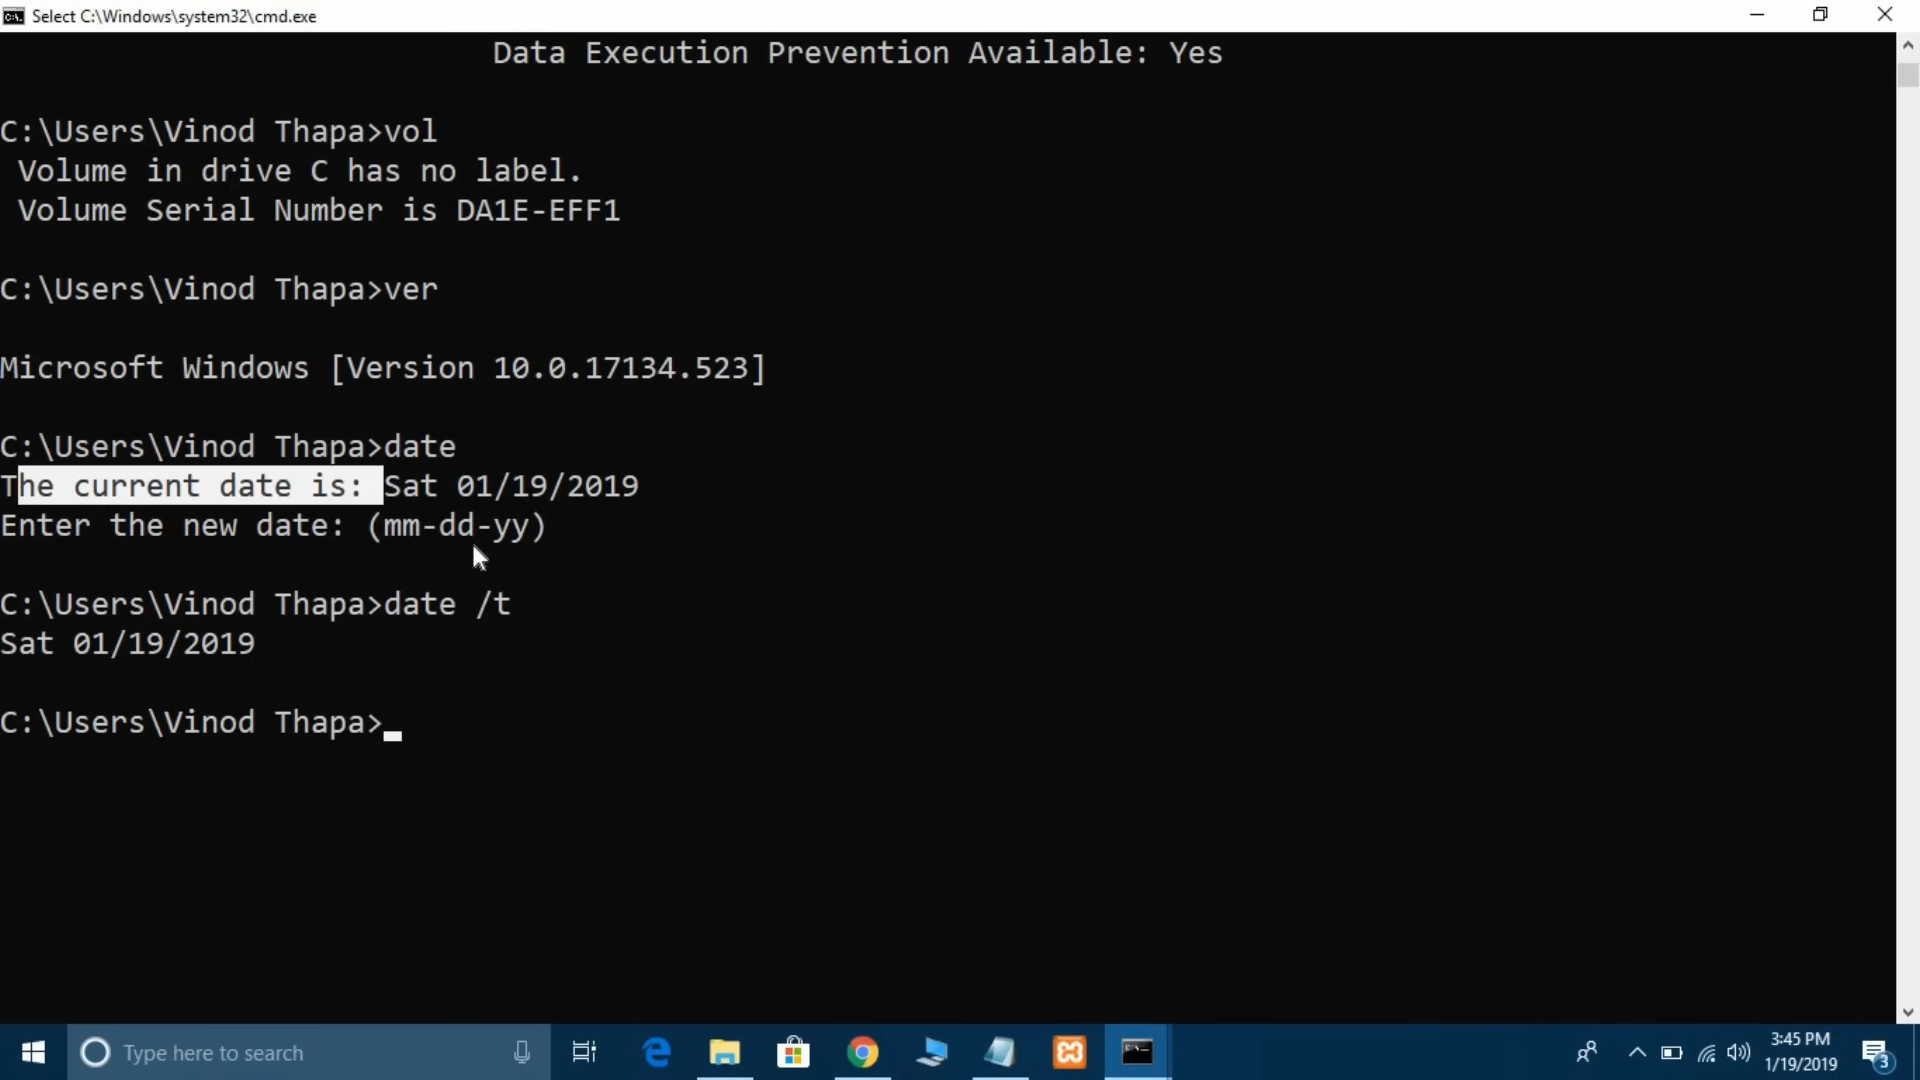 Select C:\Windows\system32\cmd.exe
Data Execution Prevention Available: Yes
C:\Users\Vinod Thapa>vol
Volume in drive C has no label.
Volume Serial Number is DA1E-EFF1
C:\Users\Vinod Thapa>ver
Microsoft Windows [Version 10.0.17134.523]
C:\Users\Vinod Thapa>date
The current date is: Sat 01/19/2019
Enter the new date: (mm-dd-yy)
C:\Users\Vinod Thapa>date /t
Sat 01/19/2019
C:\Users\Vinod Thapa>
Type here to search
3:45 PM
1/19/2019
3